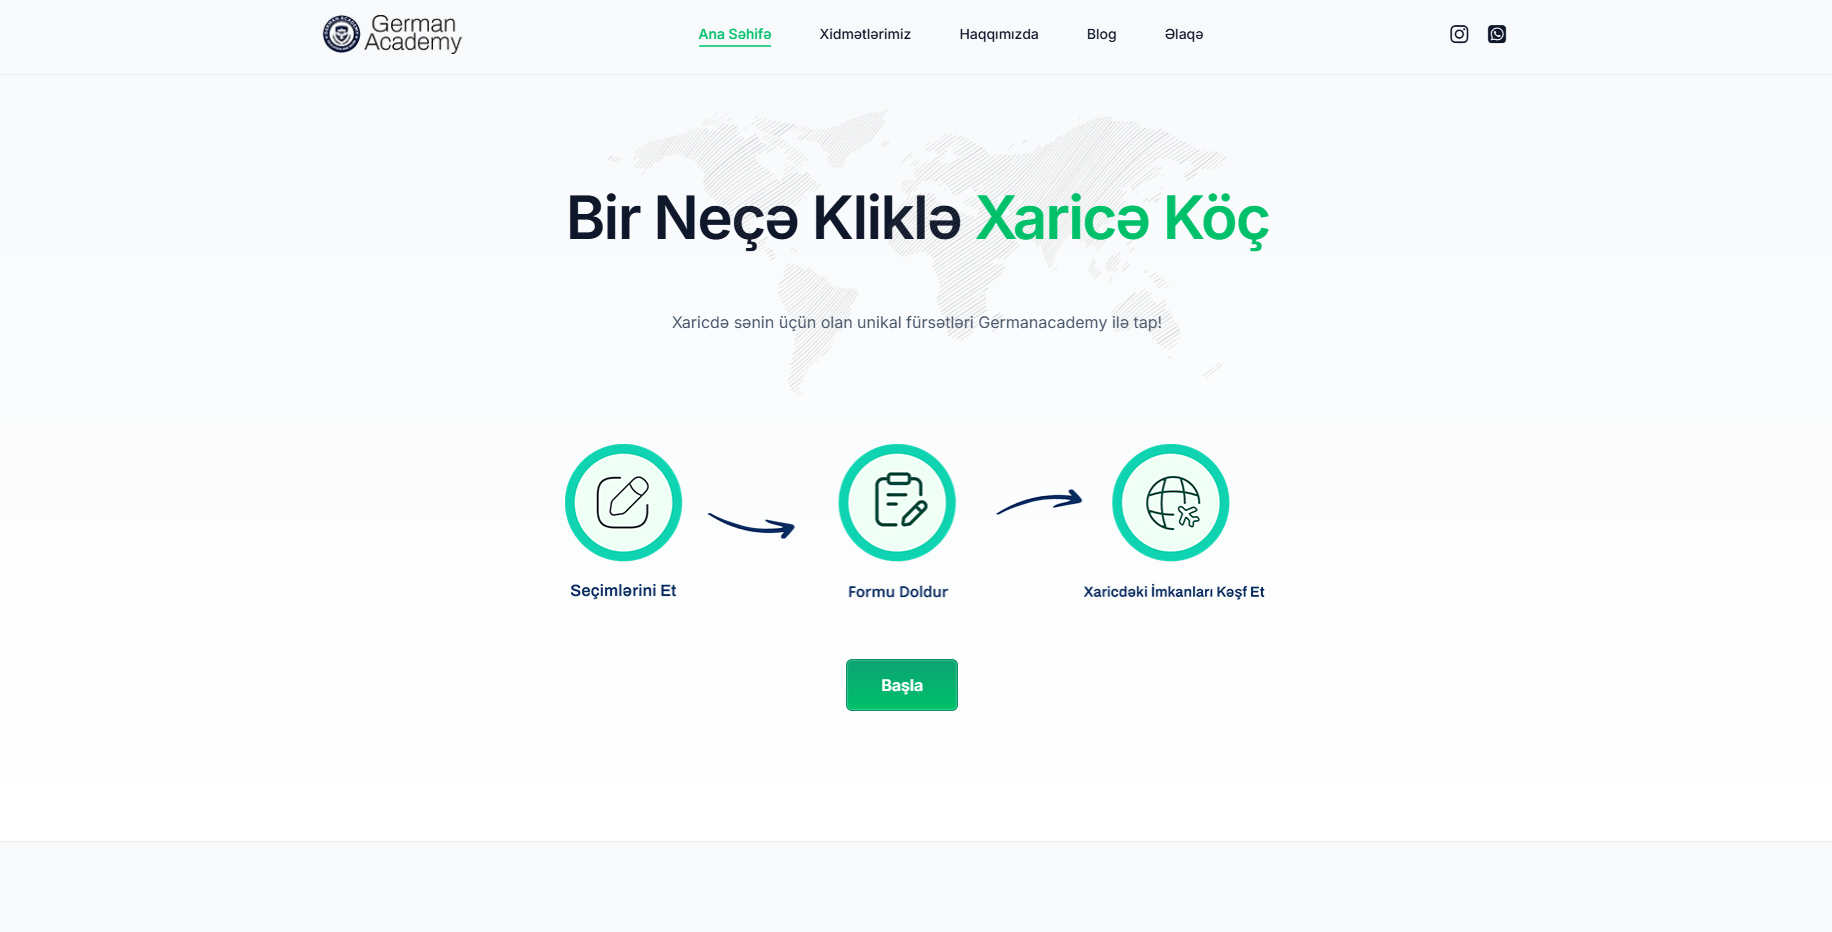 German
Academy
Ana Səhifə
Xidmətlərimiz
Haqqımızda
Blog
Əlaqə
Bir Neçə Kliklə Xaricə Köç
Xaricdə sənin üçün olan unikal fürsətləri Germanacademy ilə tap!
Seçimlərini Et
Formu Doldur
Xaricdəki İmkanları Kəşf Et
Başla